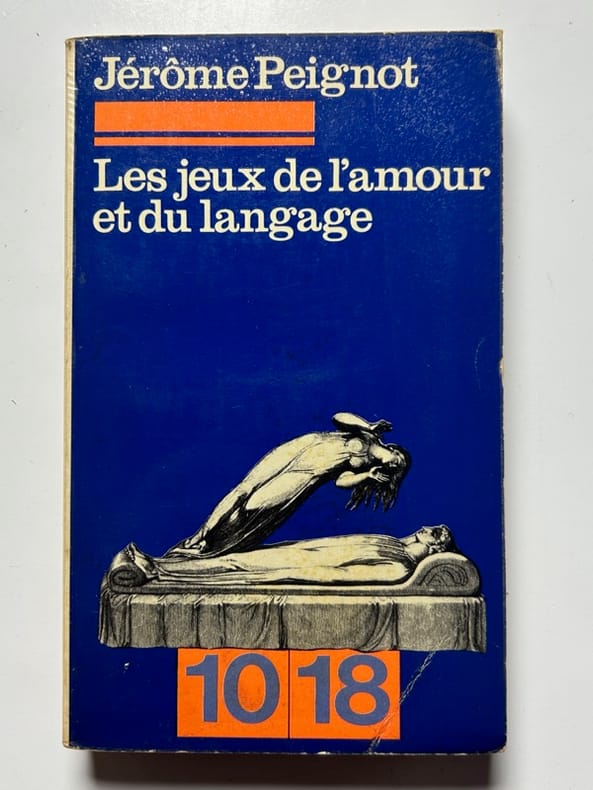 Jérôme Peignot
Les jeux de l'amour
et du langage
10 18